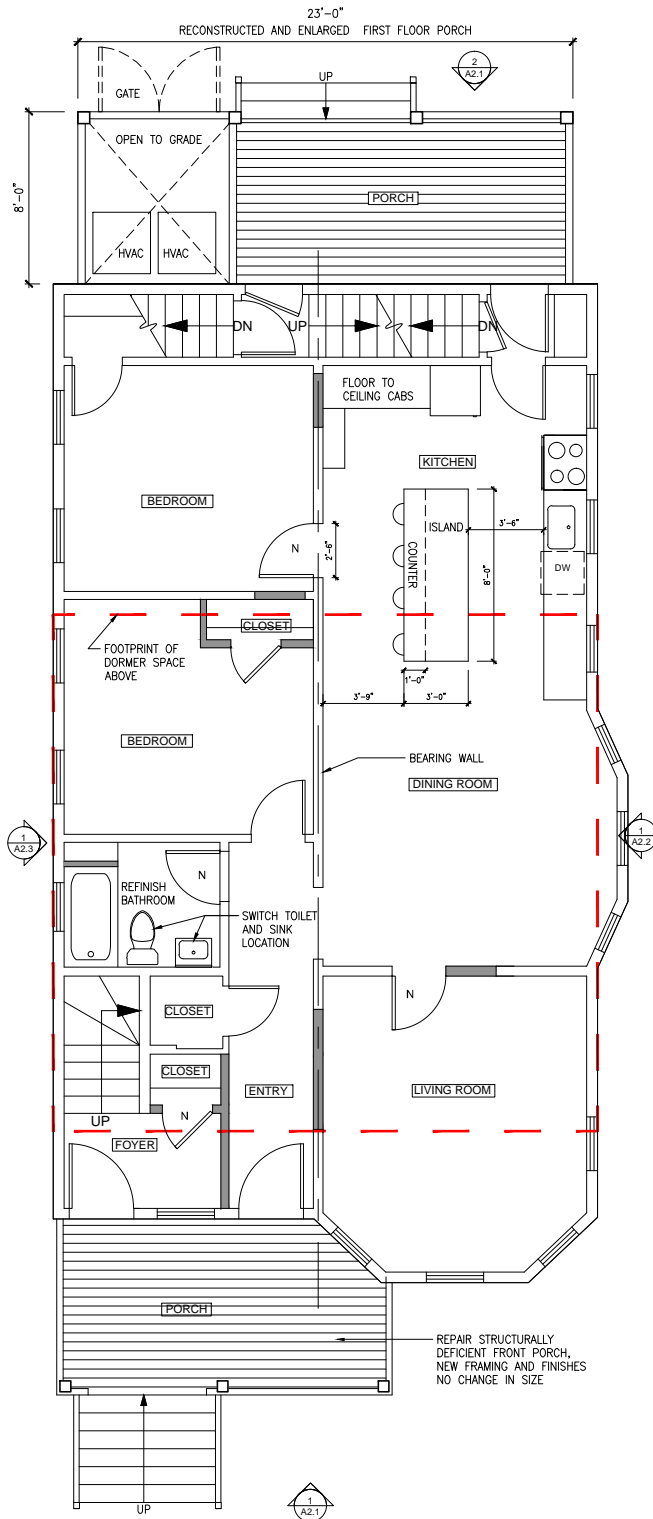 23'-0"
RECONSTRUCTED AND ENLARGED FIRST FLOOR PORCH
2
A2.1
GATE
UP
OPEN TO GRADE
8'-0"
PORCH
HVAC
HVAC
DN
UP
DN
FLOOR TO
CEILING CABS
KITCHEN
BEDROOM
ISLAND
3'-6"
COUNTER
8'-0"
N
2'-6"
DW
CLOSET
FOOTPRINT OF
DORMER SPACE
ABOVE
1'-0"
3'-9"
3'-0"
BEDROOM
BEARING WALL
DINING ROOM
1
A2.3
1
A2.2
N
REFINISH
BATHROOM
SWITCH TOILET
AND SINK
LOCATION
N
CLOSET
CLOSET
ENTRY
LIVING ROOM
N
UP
FOYER
PORCH
REPAIR STRUCTURALLY
DEFICIENT FRONT PORCH,
NEW FRAMING AND FINISHES
NO CHANGE IN SIZE
UP
1
A2.1